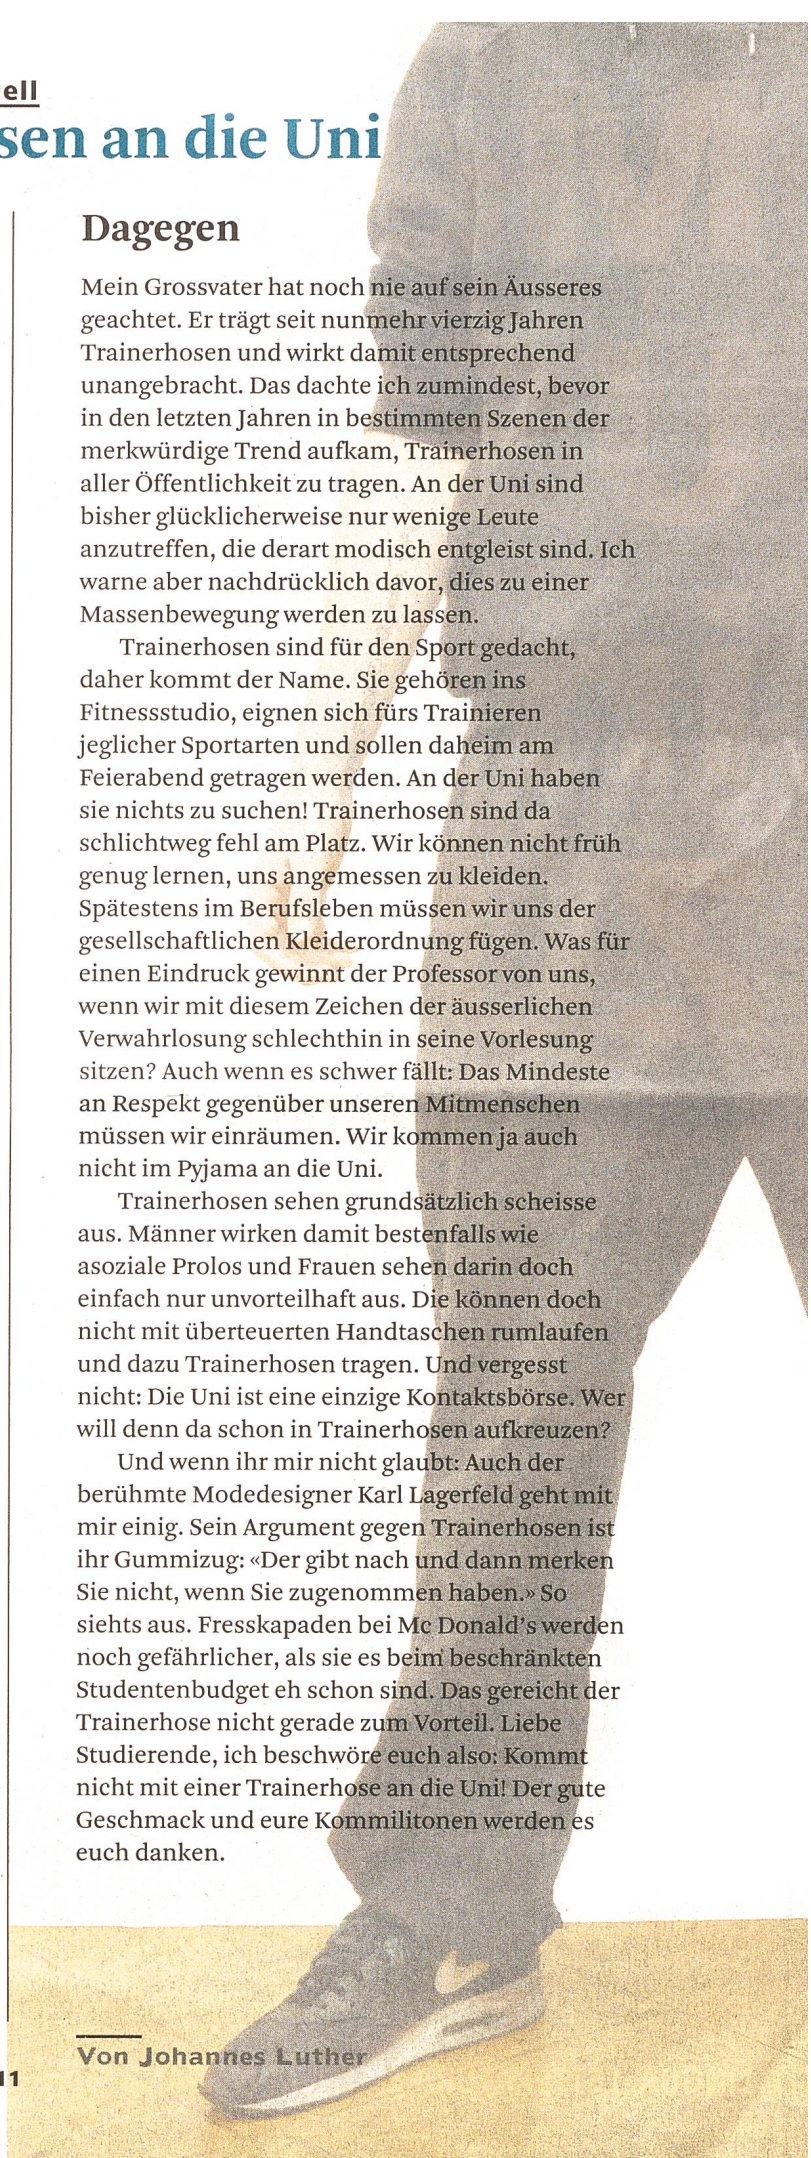 ell
sen an die Uni
Dagegen
Mein Grossvater hat noch nie auf sein Äusseres
geachtet. Er trägt seit nunmehr vierzig Jahren
Trainerhosen und wirkt damit entsprechend
unangebracht. Das dachte ich zumindest, bevor
in den letzten Jahren in bestimmten Szenen der
merkwürdige Trend aufkam, Trainerhosen in
aller Öffentlichkeit zu tragen. An der Uni sind
bisher glücklicherweise nur wenige Leute
anzutreffen, die derart modisch entgleist sind. Ich
warne aber nachdrücklich davor, dies zu einer
Massenbewegung werden zu lassen.
Trainerhosen sind für den Sport gedacht,
daher kommt der Name. Sie gehören ins
Fitnessstudio, eignen sich fürs Trainieren
jeglicher Sportarten und sollen daheim am
Feierabend getragen werden. An der Uni haben
sie nichts zu suchen! Trainerhosen sind da
schlichtweg fehl am Platz. Wir können nicht früh
genug lernen, uns angemessen zu kleiden.
Spätestens im Berufsleben müssen wir uns der
gesellschaftlichen Kleiderordnung fügen. Was für
einen Eindruck gewinnt der Professor von uns,
wenn wir mit diesem Zeichen der äusserlichen
Verwahrlosung schlechthin in seine Vorlesung
sitzen? Auch wenn es schwer fällt: Das Mindeste
an Respekt gegenüber unseren Mitmenschen
müssen wir einräumen. Wir kommen ja auch
nicht im Pyjama an die Uni.
Trainerhosen sehen grundsätzlich scheisse
aus. Männer wirken damit bestenfalls wie
asoziale Prolos und Frauen sehen darin doch
einfach nur unvorteilhaft aus. Die können doch
nicht mit überteuerten Handtaschen rumlaufen
und dazu Trainerhosen tragen. Und vergesst
nicht: Die Uni ist eine einzige Kontaktsbörse. Wer
will denn da schon in Trainerhosen aufkreuzen?
Und wenn ihr mir nicht glaubt: Auch der
berühmte Modedesigner Karl Lagerfeld geht mit
mir einig. Sein Argument gegen Trainerhosen ist
ihr Gummizug: «Der gibt nach und dann merken
Sie nicht, wenn Sie zugenommen haben.» So
siehts aus. Fresskapaden bei Mc Donald's werden
noch gefährlicher, als sie es beim beschränkten
Studentenbudget eh schon sind. Das gereicht der
Trainerhose nicht gerade zum Vorteil. Liebe
Studierende, ich beschwöre euch also: Kommt
nicht mit einer Trainerhose an die Uni! Der gute
Geschmack und eure Kommilitonen werden es
euch danken.
Von Johannes Luther
11